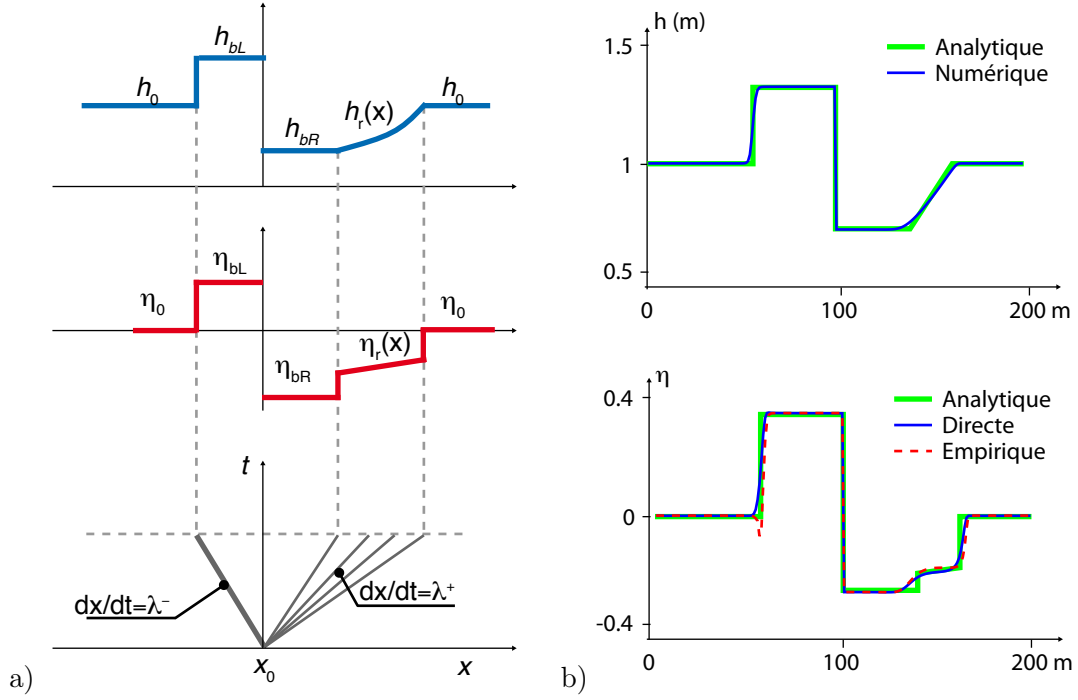 h_bL
h_0
h_r(x)
h_0
h_bR
η_bL
η_0
η_0
η_r(x)
η_bR
t
dx/dt=λ⁻
dx/dt=λ⁺
x_0
x
a)
h (m)
1.5
Analytique
Numérique
1
0.5
0
100
200 m
η
0.4
Analytique
Directe
Empirique
0
-0.4
0
100
200 m
b)